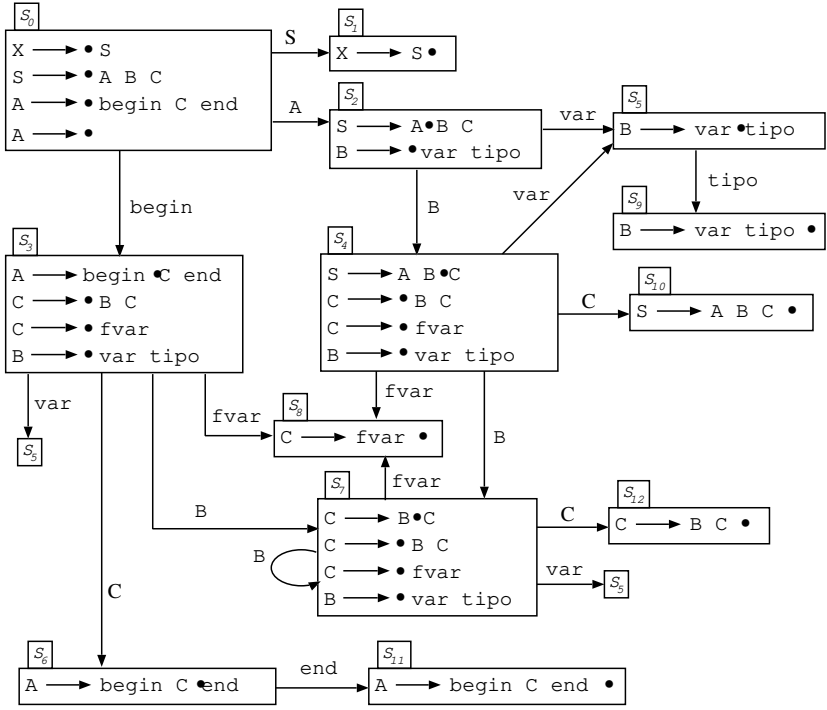 S0
X → • S
S → • A B C
A → • begin C end
A → •
S
S1
X → S •
A
S2
S → A • B C
B → • var tipo
var
S5
B → var • tipo
var
tipo
begin
B
S9
B → var tipo •
S3
A → begin • C end
C → • B C
C → • fvar
B → • var tipo
S4
S → A B • C
C → • B C
C → • fvar
B → • var tipo
C
S10
S → A B C •
var
S5
fvar
fvar
B
S8
C → fvar •
fvar
S7
C → B • C
C → • B C
C → • fvar
B → • var tipo
B
B
C
S12
C → B C •
var
S5
C
S6
A → begin C • end
end
S11
A → begin C end •